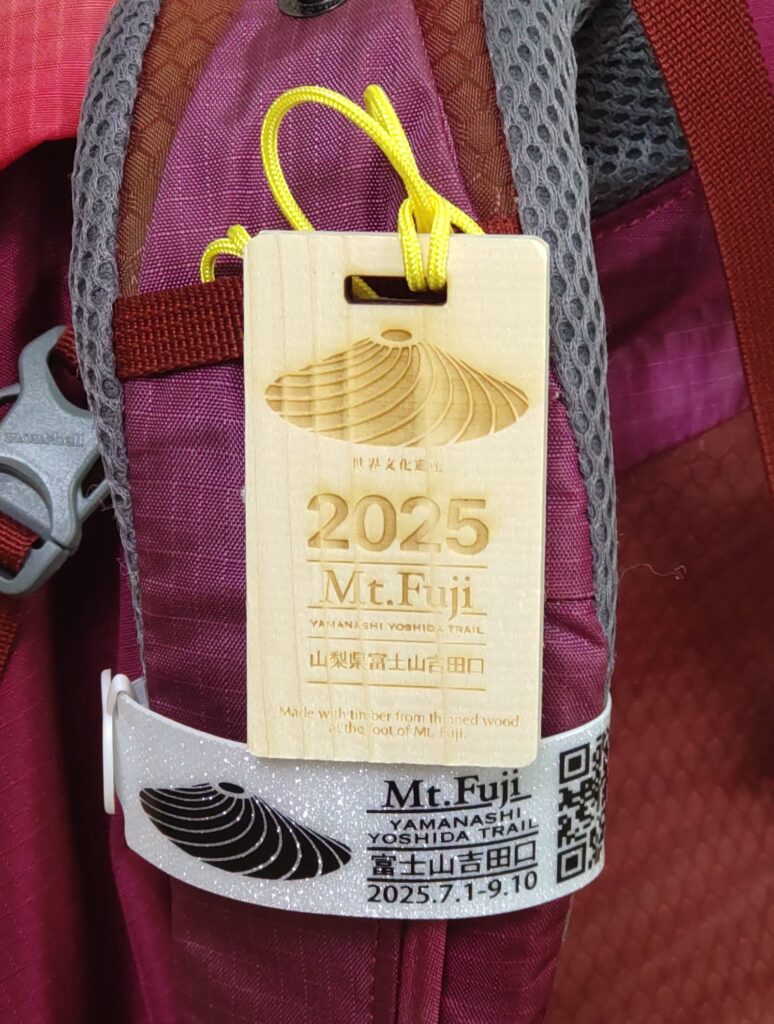 montbell
世界文化遺産
2025
Mt.Fuji
YAMANASHI YOSHIDA TRAIL
山梨県富士山吉田口
Made with timber from thinned wood
at the foot of Mt. Fuji.
Mt.Fuji
YAMANASHI
YOSHIDA TRAIL
富士山吉田口
2025.7.1-9.10